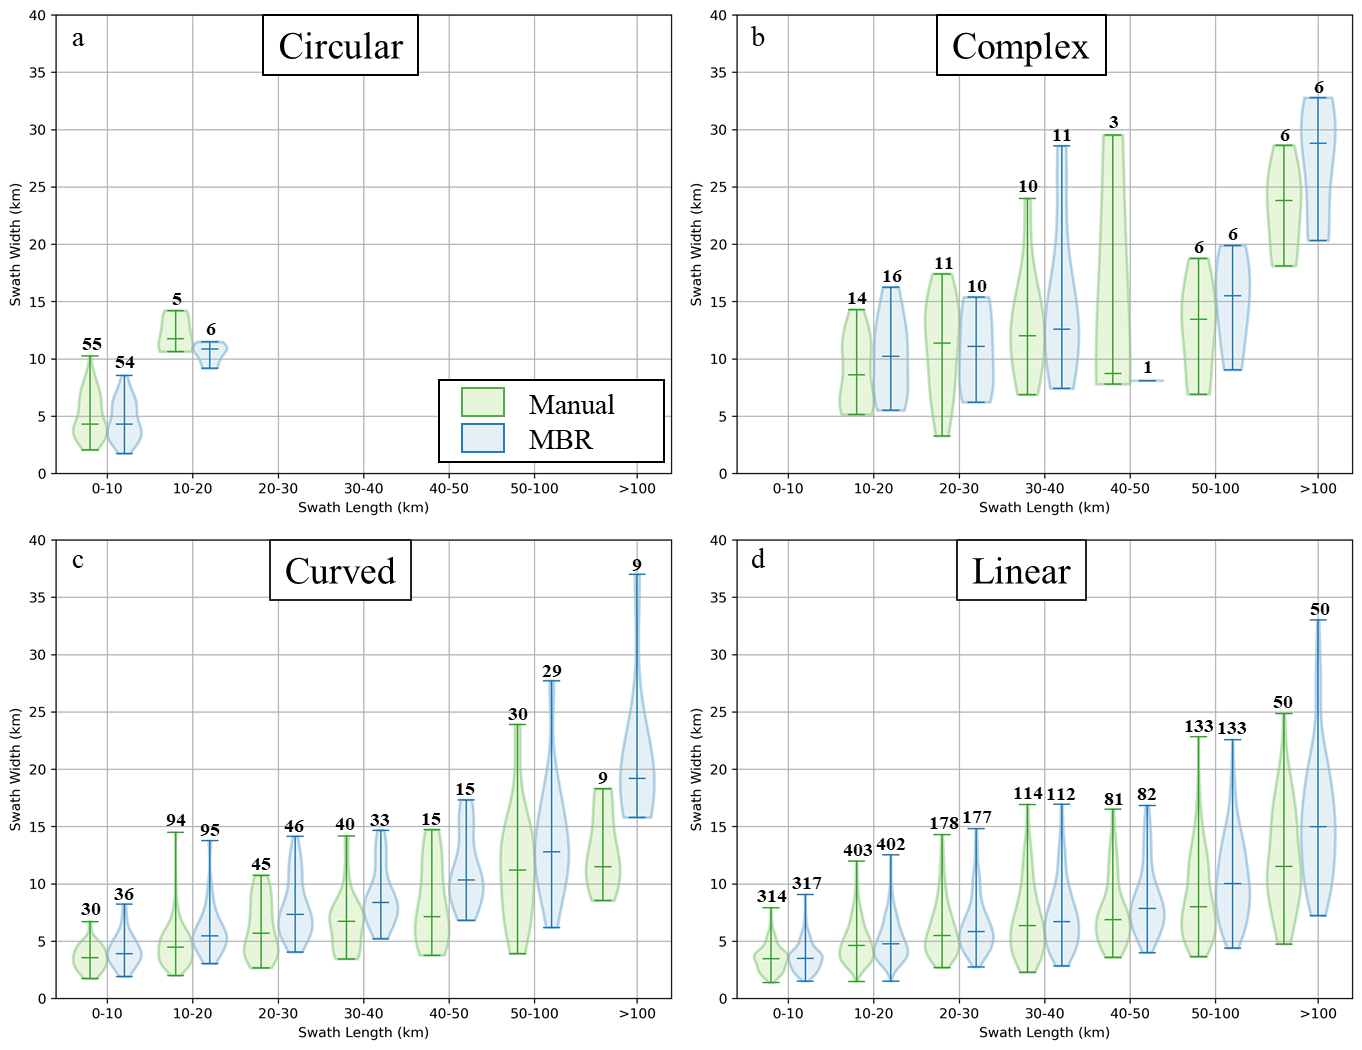 a
Circular
40
35
30
25
20
15
10
5
0
Swath Width (km)
55
54
5
6
Manual
MBR
0-10 10-20 20-30 30-40 40-50 50-100 >100
Swath Length (km)
b
Complex
40
35
30
25
20
15
10
5
0
Swath Width (km)
14 16 11 10 10 11 3 1 6 6 6 6
0-10 10-20 20-30 30-40 40-50 50-100 >100
Swath Length (km)
c
Curved
40
35
30
25
20
15
10
5
0
Swath Width (km)
30 36 94 95 45 46 40 33 15 15 30 29 9 9
0-10 10-20 20-30 30-40 40-50 50-100 >100
Swath Length (km)
d
Linear
40
35
30
25
20
15
10
5
0
Swath Width (km)
314 317 403 402 178 177 114 112 81 82 133 133 50 50
0-10 10-20 20-30 30-40 40-50 50-100 >100
Swath Length (km)